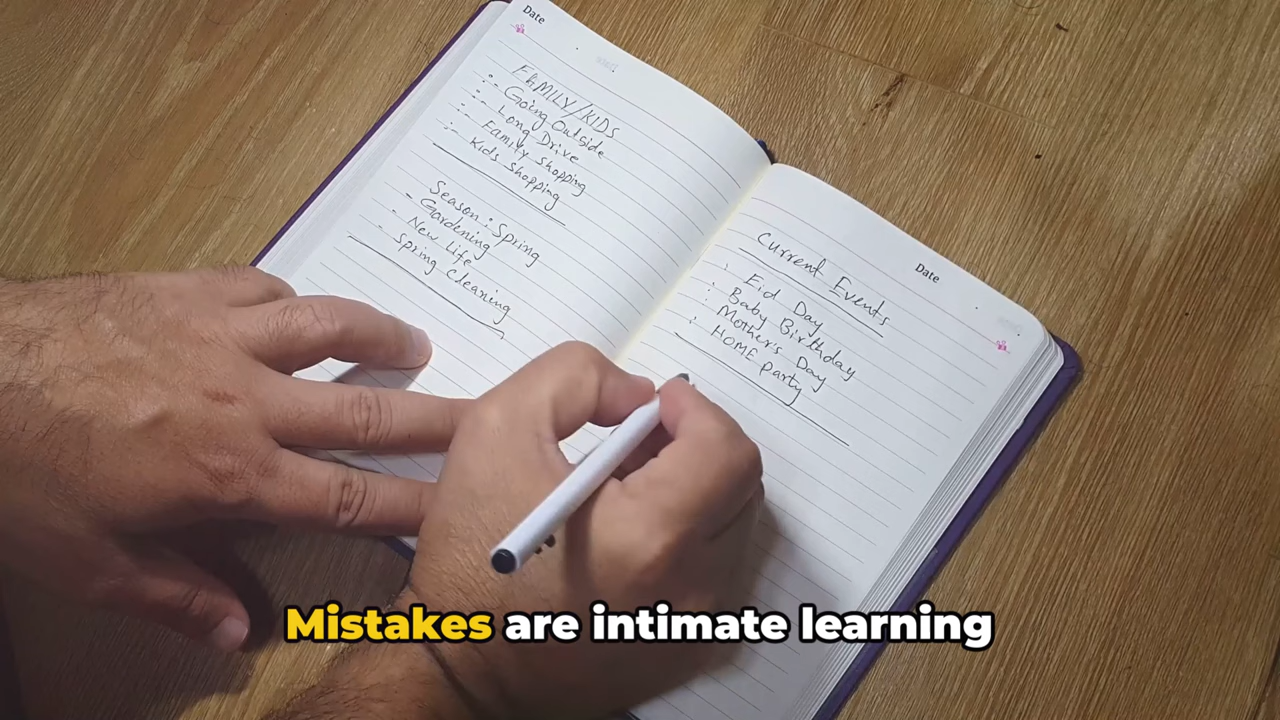 Date
FAMILY/KIDS
Going Outside
Long Drive
Family Shopping
Kids Shopping
Season: Spring
- Gardening
- New Life
- Spring Cleaning
Date
Current Events
Eid Day
Baby Birthday
Mother's Day
HOME party
Mistakes are intimate learning